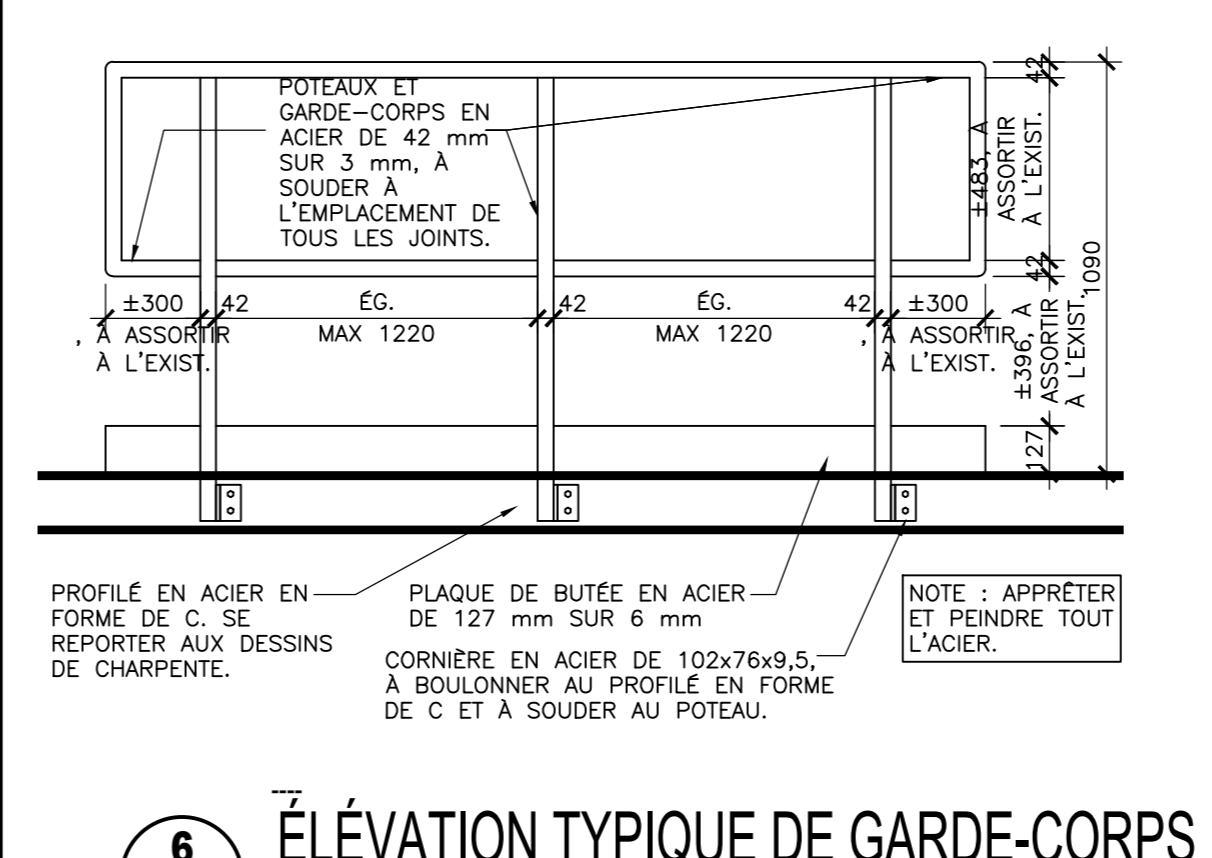 POTEAUX ET
GARDE-CORPS EN
ACIER DE 42 mm
SUR 3 mm, À
SOUDER À
L'EMPLACEMENT DE
TOUS LES JOINTS.
42
±483, À
ASSORTIR
À L'EXIST.
42
1090
±396, À
ASSORTIR
À L'EXIST.
127
±300
, À ASSORTIR
À L'EXIST.
42
ÉG.
MAX 1220
42
ÉG.
MAX 1220
42
±300
, À ASSORTIR
À L'EXIST.
PROFILÉ EN ACIER EN
FORME DE C. SE
REPORTER AUX DESSINS
DE CHARPENTE.
PLAQUE DE BUTÉE EN ACIER
DE 127 mm SUR 6 mm
CORNIÈRE EN ACIER DE 102x76x9,5,
À BOULONNER AU PROFILÉ EN FORME
DE C ET À SOUDER AU POTEAU.
NOTE : APPRÊTER
ET PEINDRE TOUT
L'ACIER.
----
6
ÉLÉVATION TYPIQUE DE GARDE-CORPS